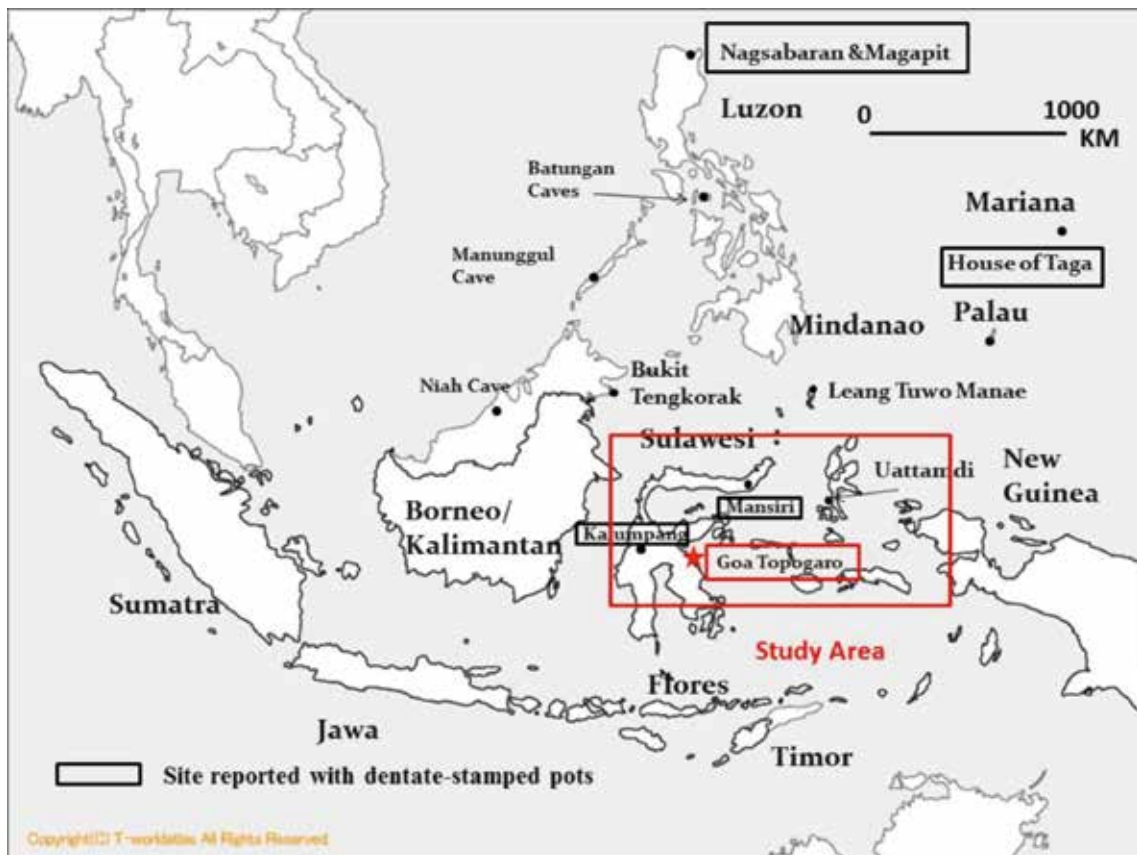 Nagsabaran &Magapit
Luzon
0 1000
KM
Batungan
Caves
Mariana
House of Taga
Manunggul
Cave
Palau
Mindanao
Bukit
Tengkorak
Niah Cave
Leang Tuwo Manae
Sulawesi
Uattamdi
New
Guinea
Mansiri
Borneo/
Kalimantan
Kalumpang
Goa Topogaro
Sumatra
Study Area
Flores
Jawa
Timor
Site reported with dentate-stamped pots
Copyright(C) T-worldatlas All Rights Reserved